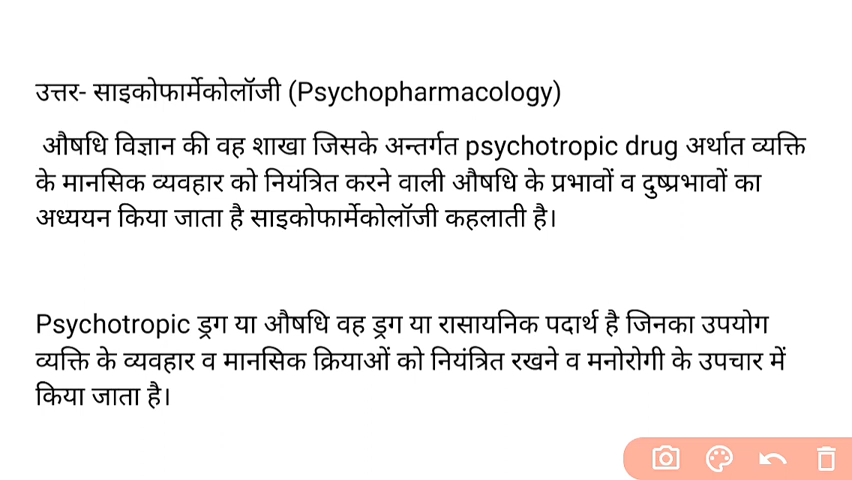 उत्तर- साइकोफार्मेकोलॉजी (Psychopharmacology)
औषधि विज्ञान की वह शाखा जिसके अन्तर्गत psychotropic drug अर्थात व्यक्ति
के मानसिक व्यवहार को नियंत्रित करने वाली औषधि के प्रभावों व दुष्प्रभावों का
अध्ययन किया जाता है साइकोफार्मेकोलॉजी कहलाती है।
Psychotropic ड्रग या औषधि वह ड्रग या रासायनिक पदार्थ है जिनका उपयोग
व्यक्ति के व्यवहार व मानसिक क्रियाओं को नियंत्रित रखने व मनोरोगी के उपचार में
किया जाता है।